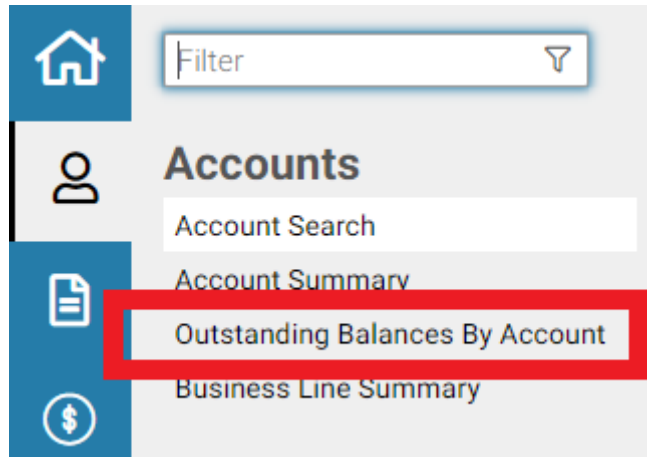 Filter
Accounts
Account Search
Account Summary
Outstanding Balances By Account
Business Line Summary
$